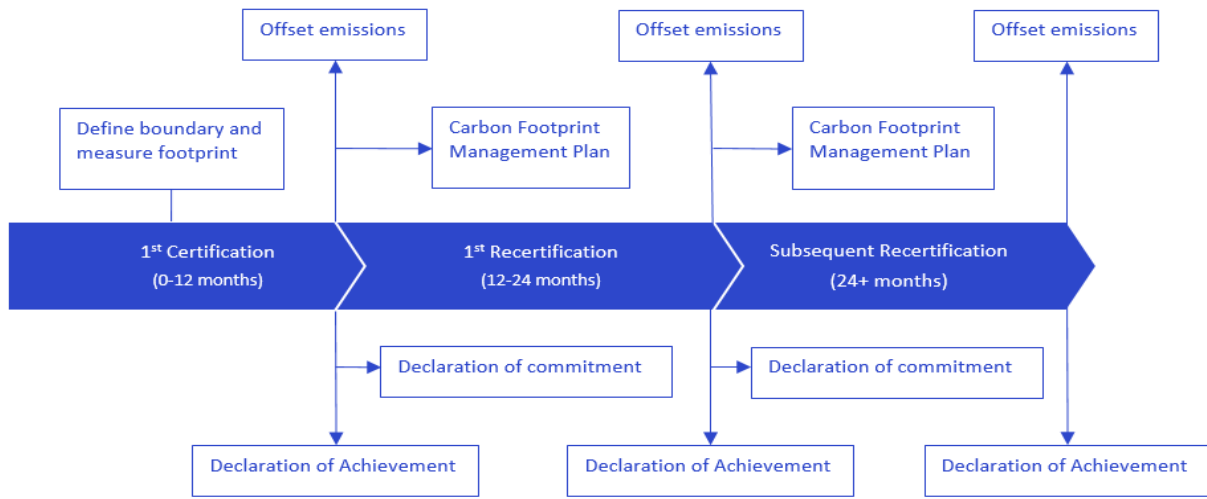 Offset emissions
Offset emissions
Offset emissions
Define boundary and
measure footprint
Carbon Footprint
Management Plan
Carbon Footprint
Management Plan
1st Certification
(0-12 months)
1st Recertification
(12-24 months)
Subsequent Recertification
(24+ months)
Declaration of commitment
Declaration of commitment
Declaration of Achievement
Declaration of Achievement
Declaration of Achievement